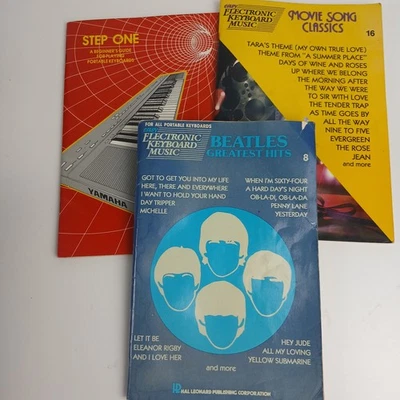 STEP ONE
A BEGINNER'S GUIDE
FOR PLAYING
PORTABLE KEYBOARDS
YAMAHA
ELECTRONIC
KEYBOARD
MUSIC
MOVIE SONG
CLASSICS
16
TARA'S THEME (MY OWN TRUE LOVE)
THEME FROM "A SUMMER PLACE"
DAYS OF WINE AND ROSES
UP WHERE WE BELONG
THE MORNING AFTER
THE WAY WE WERE
TO SIR WITH LOVE
THE TENDER TRAP
AS TIME GOES BY
ALL THE WAY
NINE TO FIVE
EVERGREEN
THE ROSE
JEAN
and more
FOR ALL PORTABLE KEYBOARDS
ELECTRONIC
KEYBOARD
MUSIC
BEATLES
GREATEST HITS
8
GOT TO GET YOU INTO MY LIFE
HERE, THERE AND EVERYWHERE
I WANT TO HOLD YOUR HAND
DAY TRIPPER
MICHELLE
WHEN I'M SIXTY-FOUR
A HARD DAY'S NIGHT
OB-LA-DI, OB-LA-DA
PENNY LANE
YESTERDAY
LET IT BE
ELEANOR RIGBY
AND I LOVE HER
HEY JUDE
ALL MY LOVING
YELLOW SUBMARINE
and more
HAL LEONARD PUBLISHING CORPORATION